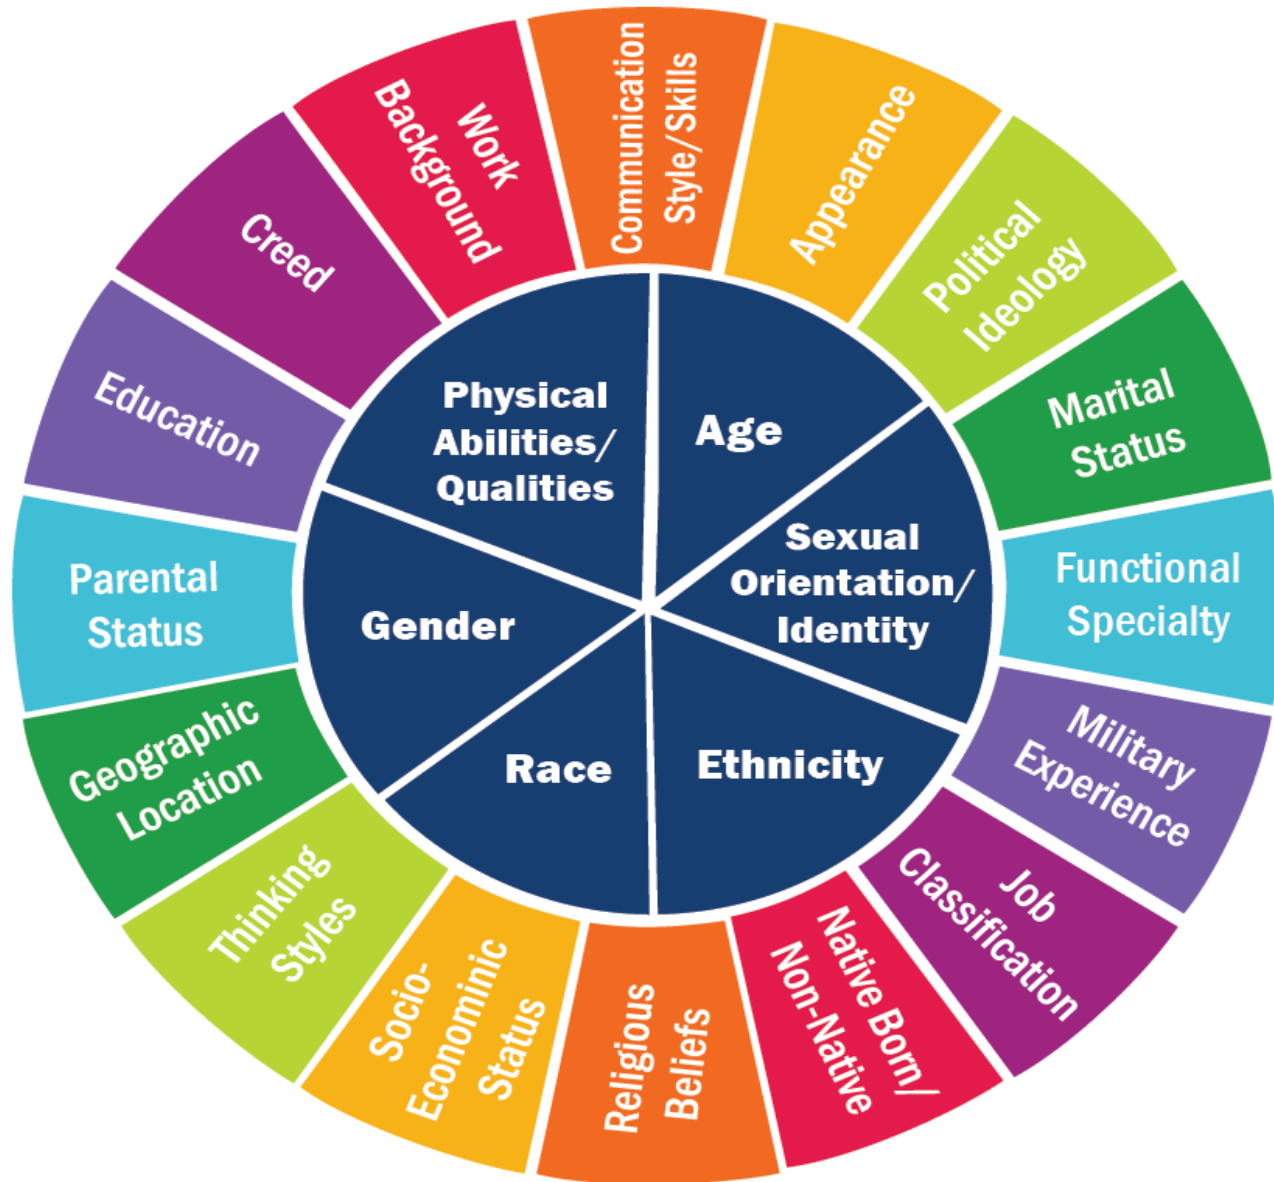 Communication
Style/Skills
Appearance
Political
Ideology
Marital
Status
Functional
Specialty
Military
Experience
Job
Classification
Native Born/
Non-Native
Religious
Beliefs
Socio-
Econominic
Status
Thinking
Styles
Geographic
Location
Parental
Status
Education
Creed
Work
Background
Physical
Abilities/
Qualities
Age
Sexual
Orientation/
Identity
Ethnicity
Race
Gender